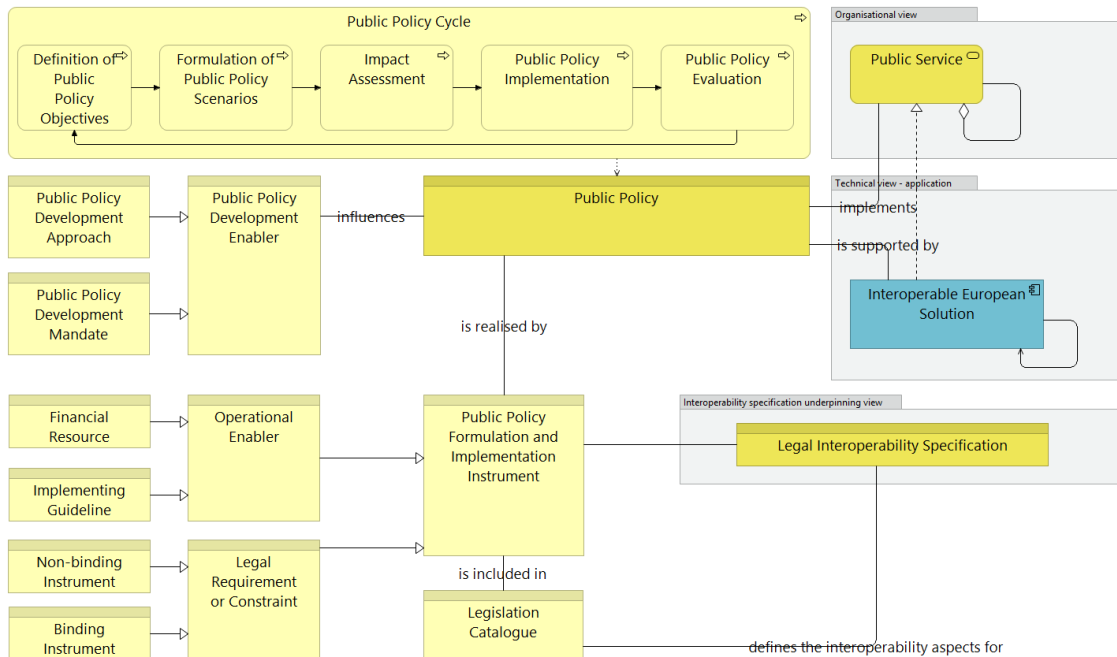 Public Policy Cycle
Definition of
Public
Policy
Objectives
Formulation of
Public Policy
Scenarios
Impact
Assessment
Public Policy
Implementation
Public Policy
Evaluation
Organisational view
Public Service
Public Policy
Development
Approach
Public Policy
Development
Enabler
influences
Public Policy
Technical view - application
implements
is supported by
Interoperable European
Solution
Public Policy
Development
Mandate
is realised by
Financial
Resource
Operational
Enabler
Public Policy
Formulation and
Implementation
Instrument
Interoperability specification underpinning view
Legal Interoperability Specification
Implementing
Guideline
Non-binding
Instrument
Legal
Requirement
or Constraint
is included in
Binding
Instrument
Legislation
Catalogue
defines the interoperability aspects for